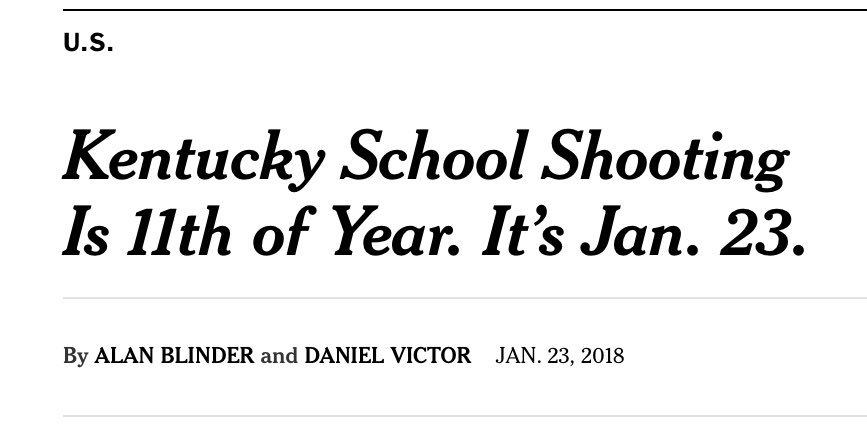 U.S.
Kentucky School Shooting
Is 11th of Year. It’s Jan. 23.
By ALAN BLINDER and DANIEL VICTOR JAN. 23, 2018